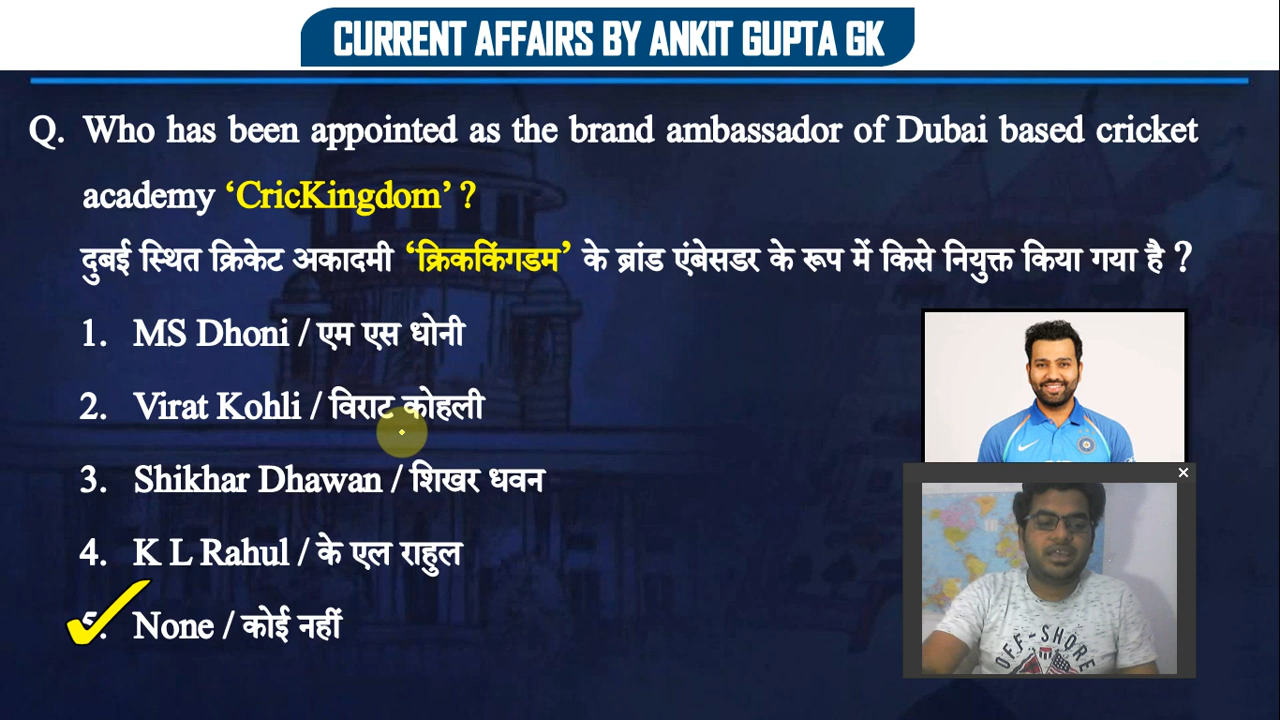 CURRENT AFFAIRS BY ANKIT GUPTA GK
Q. Who has been appointed as the brand ambassador of Dubai based cricket
academy ‘CricKingdom’ ?
दुबई स्थित क्रिकेट अकादमी ‘क्रिककिंगडम’ के ब्रांड एंबेसडर के रूप में किसे नियुक्त किया गया है ?
1. MS Dhoni / एम एस धोनी
2. Virat Kohli / विराट कोहली
3. Shikhar Dhawan / शिखर धवन
4. K L Rahul / के एल राहुल
5. None / कोई नहीं
OFF-SHORE